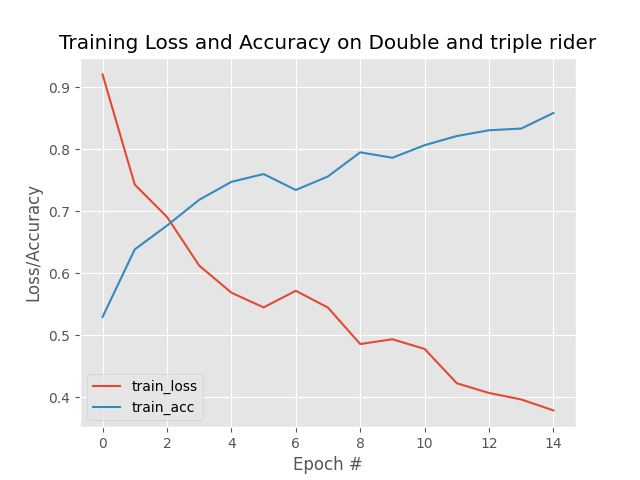 Training Loss and Accuracy on Double and triple rider
Loss/Accuracy
0.9
0.8
0.7
0.6
0.5
0.4
train_loss
train_acc
0 2 4 6 8 10 12 14
Epoch #